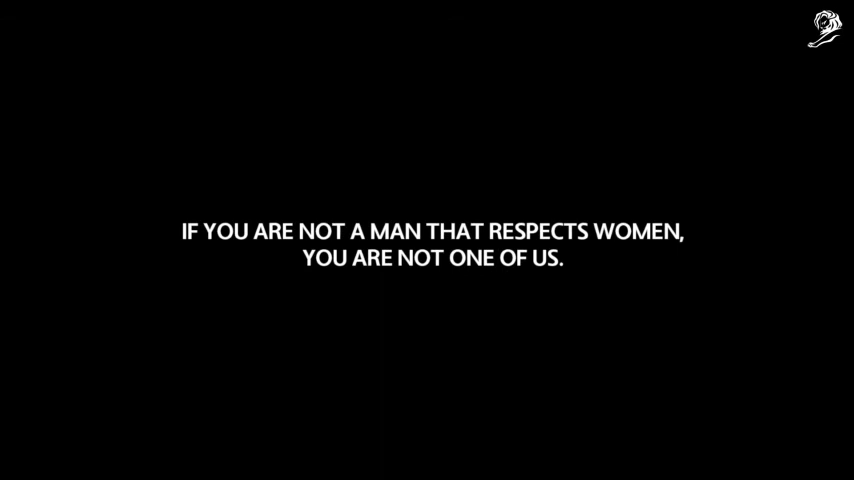 IF YOU ARE NOT A MAN THAT RESPECTS WOMEN,
YOU ARE NOT ONE OF US.